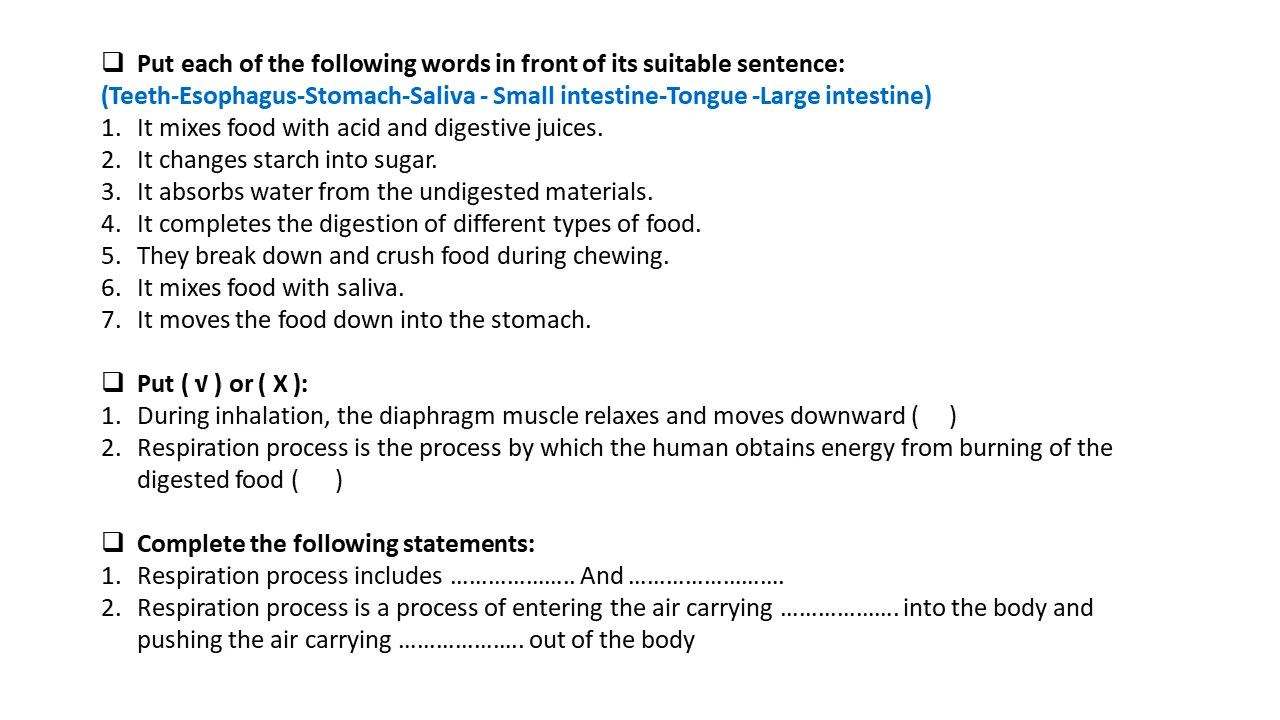 ❑ Put each of the following words in front of its suitable sentence:
(Teeth-Esophagus-Stomach-Saliva - Small intestine-Tongue -Large intestine)
1. It mixes food with acid and digestive juices.
2. It changes starch into sugar.
3. It absorbs water from the undigested materials.
4. It completes the digestion of different types of food.
5. They break down and crush food during chewing.
6. It mixes food with saliva.
7. It moves the food down into the stomach.
❑ Put ( √ ) or ( X ):
1. During inhalation, the diaphragm muscle relaxes and moves downward ( )
2. Respiration process is the process by which the human obtains energy from burning of the
digested food ( )
❑ Complete the following statements:
1. Respiration process includes ……………….. And …………………….
2. Respiration process is a process of entering the air carrying ………………. into the body and
pushing the air carrying ……………….. out of the body